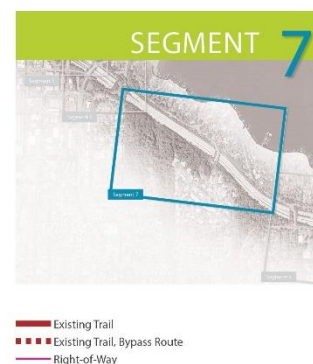 SEGMENT 7
Segment 7
Existing Trail
Existing Trail, Bypass Route
Right-of-Way